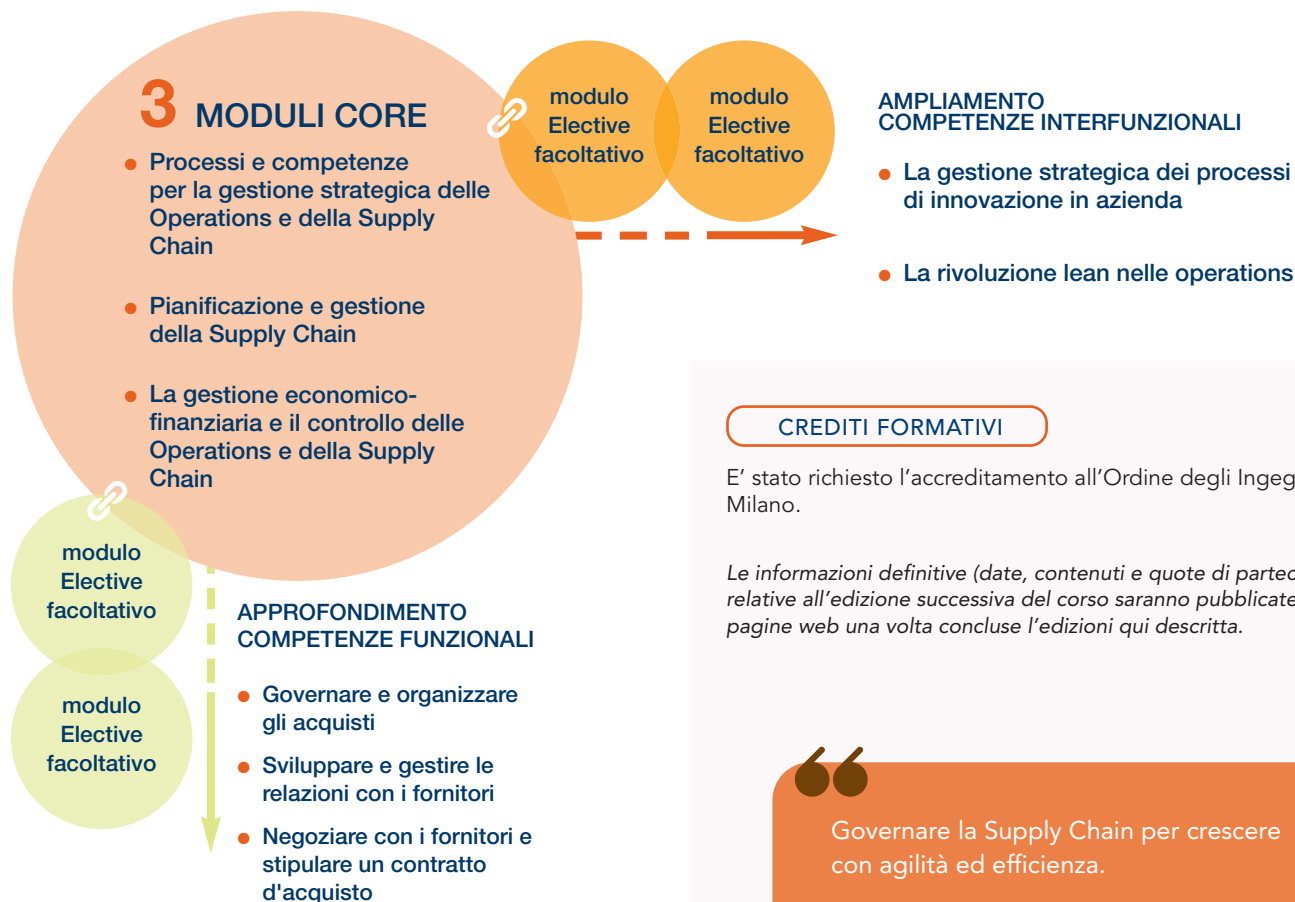 3 MODULI CORE
● Processi e competenze
per la gestione strategica delle
Operations e della Supply
Chain
● Pianificazione e gestione
della Supply Chain
● La gestione economico-
finanziaria e il controllo delle
Operations e della Supply
Chain
modulo
Elective
facoltativo
modulo
Elective
facoltativo
AMPLIAMENTO
COMPETENZE INTERFUNZIONALI
● La gestione strategica dei processi
di innovazione in azienda
● La rivoluzione lean nelle operations
modulo
Elective
facoltativo
modulo
Elective
facoltativo
APPROFONDIMENTO
COMPETENZE FUNZIONALI
● Governare e organizzare
gli acquisti
● Sviluppare e gestire le
relazioni con i fornitori
● Negoziare con i fornitori e
stipulare un contratto
d'acquisto
CREDITI FORMATIVI
E’ stato richiesto l’accreditamento all’Ordine degli
Milano.
Le informazioni definitive (date, contenuti e quote di
relative all’edizione successiva del corso saranno pubblicate
pagine web una volta concluse l’edizioni qui descritta.
Governare la Supply Chain per crescere
con agilità ed efficienza.